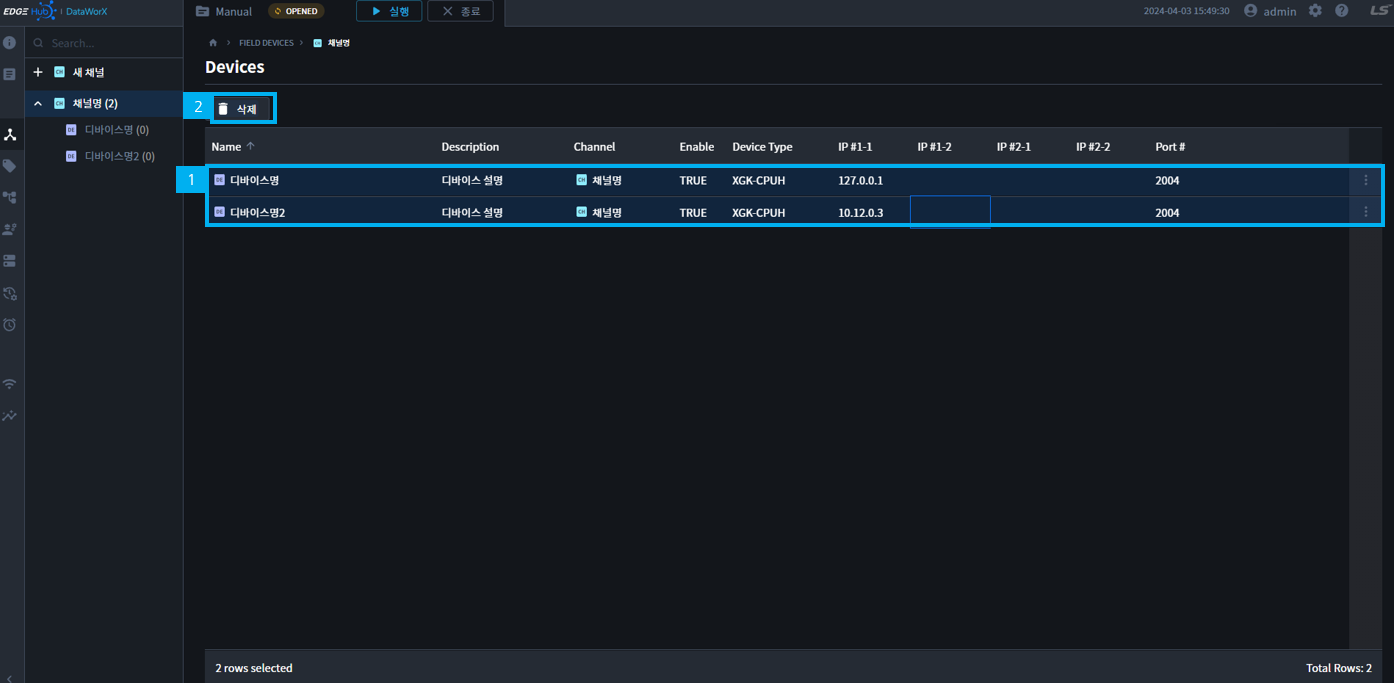 EDGE Hub | DataWorX
Manual
OPENED
실행
종료
2024-04-03 15:49:30
admin
LS
Search...
FIELD DEVICES
CH 채널명
Devices
CH 새 채널
CH 채널명 (2)
DE 디바이스명 (0)
DE 디바이스명2 (0)
2 삭제
Name Description Channel Enable Device Type IP #1-1 IP #1-2 IP #2-1 IP #2-2 Port #
1 DE 디바이스명 디바이스 설명 CH 채널명 TRUE XGK-CPUH 127.0.0.1 2004
DE 디바이스명2 디바이스 설명 CH 채널명 TRUE XGK-CPUH 10.12.0.3 2004
2 rows selected
Total Rows: 2